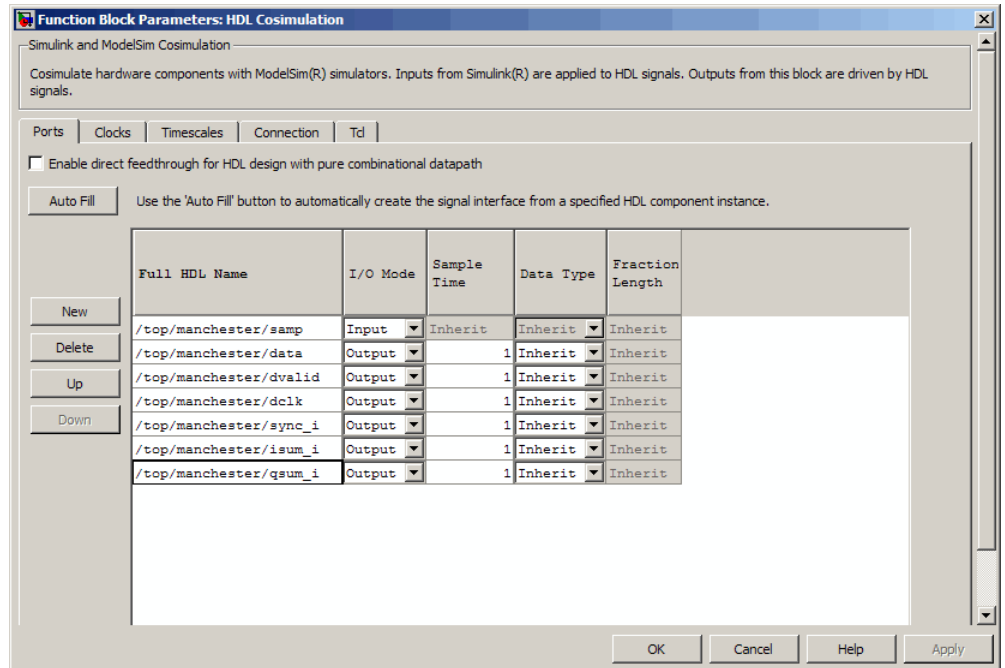 Function Block Parameters: HDL Cosimulation
Simulink and ModelSim Cosimulation
Cosimulate hardware components with ModelSim(R) simulators. Inputs from Simulink(R) are applied to HDL signals. Outputs from this block are driven by HDL
signals.
Ports Clocks Timescales Connection Tcl
Enable direct feedthrough for HDL design with pure combinational datapath
Auto Fill Use the 'Auto Fill' button to automatically create the signal interface from a specified HDL component instance.
Full HDL Name I/O Mode Sample Time Data Type Fraction Length
/top/manchester/samp Input Inherit Inherit Inherit
/top/manchester/data Output 1 Inherit Inherit
/top/manchester/dvalid Output 1 Inherit Inherit
/top/manchester/dclk Output 1 Inherit Inherit
/top/manchester/sync_i Output 1 Inherit Inherit
/top/manchester/isum_i Output 1 Inherit Inherit
/top/manchester/qsum_i Output 1 Inherit Inherit
New
Delete
Up
Down
OK Cancel Help Apply